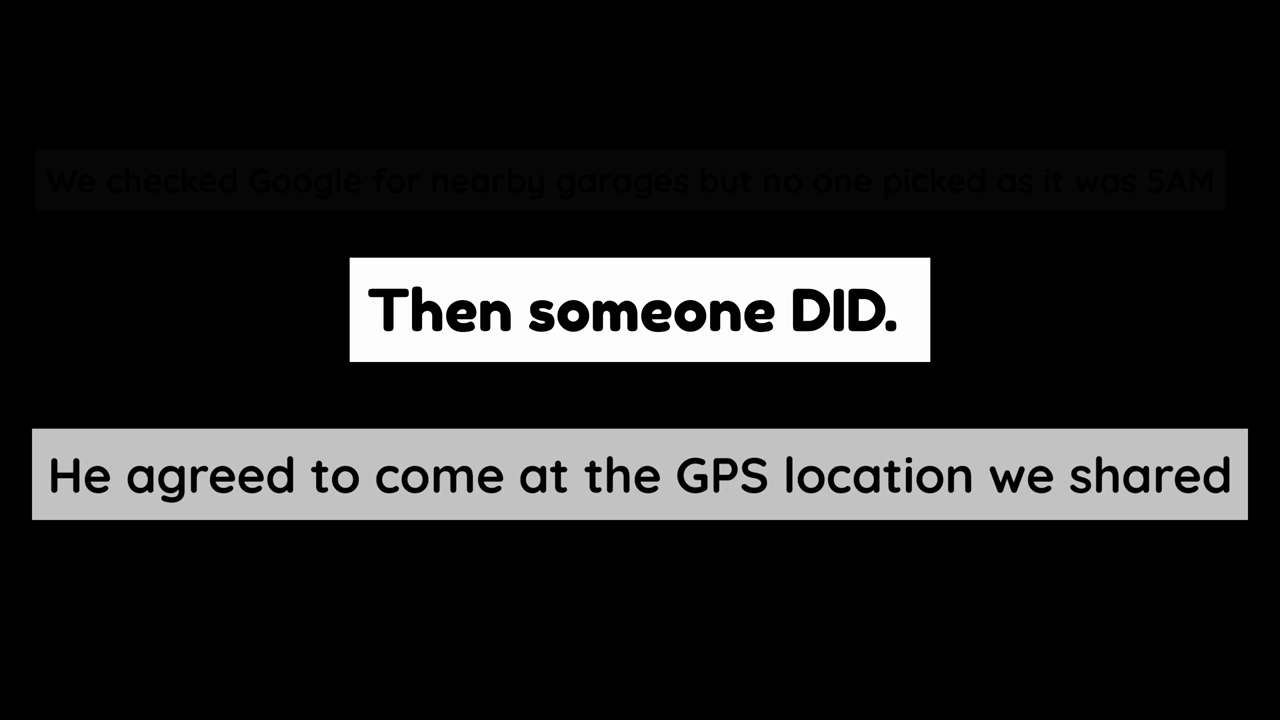 We checked Google for nearby garages but no one picked as it was 5AM
Then someone DID.
He agreed to come at the GPS location we shared